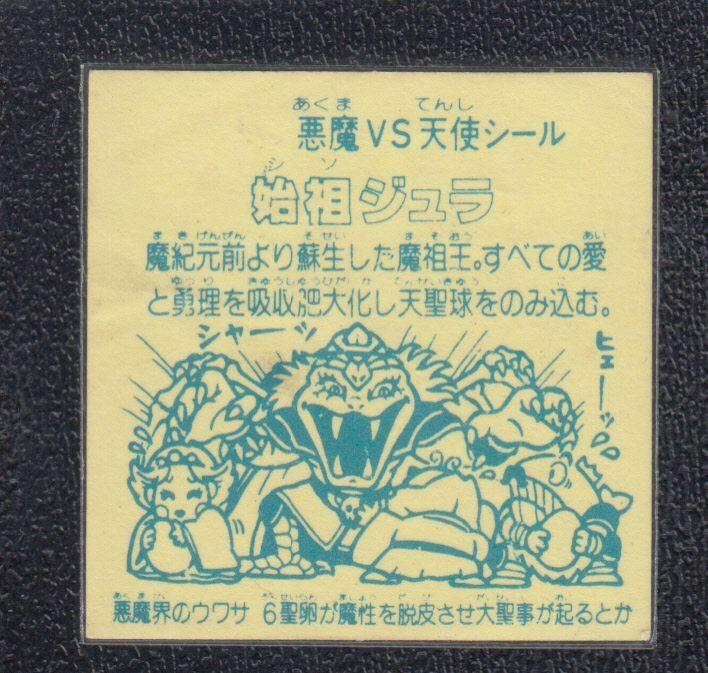 あくま てんし
悪魔VS天使シール
シソ
始祖ジュラ
まきげんぜん そせい まそおう あい
魔紀元前より蘇生した魔祖王。すべての愛
ゆうり きゅうしゅうひだいか てんせいきゅう
と勇理を吸収肥大化し天聖球をのみ込む。
シャーッ
ヒェーッ
悪魔界のウワサ 6聖卵が魔性を脱皮させ大聖事が起るとか